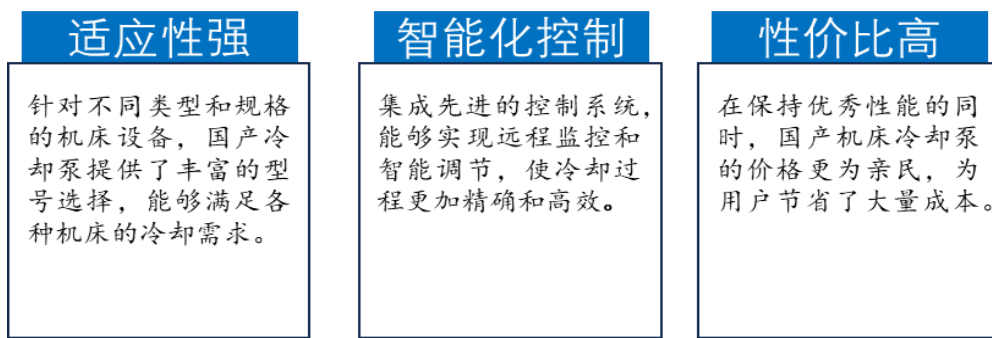 适应性强
针对不同类型和规格
的机床设备，国产冷
却泵提供了丰富的型
号选择，能够满足各
种机床的冷却需求。
智能化控制
集成先进的控制系统，
能够实现远程监控和
智能调节，使冷却过
程更加精确和高效。
性价比高
在保持优秀性能的同
时，国产机床冷却泵
的价格更为亲民，为
用户节省了大量成本。